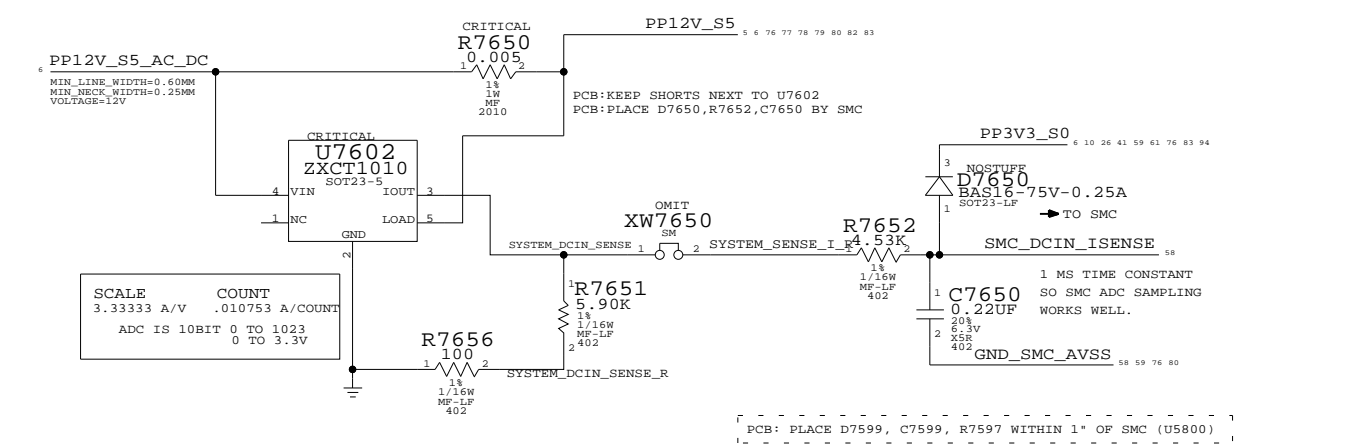 PP12V_S5
5 6 76 77 78 79 80 82 83
CRITICAL
R7650
0.005
1 2
1%
1W
MF
2010
6 PP12V_S5_AC_DC
MIN_LINE_WIDTH=0.60MM
MIN_NECK_WIDTH=0.25MM
VOLTAGE=12V
PCB:KEEP SHORTS NEXT TO U7602
PCB:PLACE D7650,R7652,C7650 BY SMC
CRITICAL
U7602
ZXCT1010
SOT23-5
4 VIN IOUT 3
1 NC LOAD 5
GND
2
PP3V3_S0
6 10 26 41 59 61 76 83 94
3
NOSTUFF
D7650
BAS16-75V-0.25A
SOT23-LF
1
TO SMC
OMIT
XW7650
SM
SYSTEM_DCIN_SENSE 1 2 SYSTEM_SENSE_I_R
R7652
4.53K
1 2
1%
1/16W
MF-LF
402
SMC_DCIN_ISENSE 58
1 MS TIME CONSTANT
SO SMC ADC SAMPLING
WORKS WELL.
1
C7650
0.22UF
20%
6.3V
X5R
402
2
GND_SMC_AVSS 58 59 76 80
1
R7651
5.90K
1%
1/16W
MF-LF
402
2
SCALE COUNT
3.33333 A/V .010753 A/COUNT
ADC IS 10BIT 0 TO 1023
0 TO 3.3V
R7656
100
1 2
1%
1/16W
MF-LF
402
SYSTEM_DCIN_SENSE_R
PCB: PLACE D7599, C7599, R7597 WITHIN 1" OF SMC (U5800)